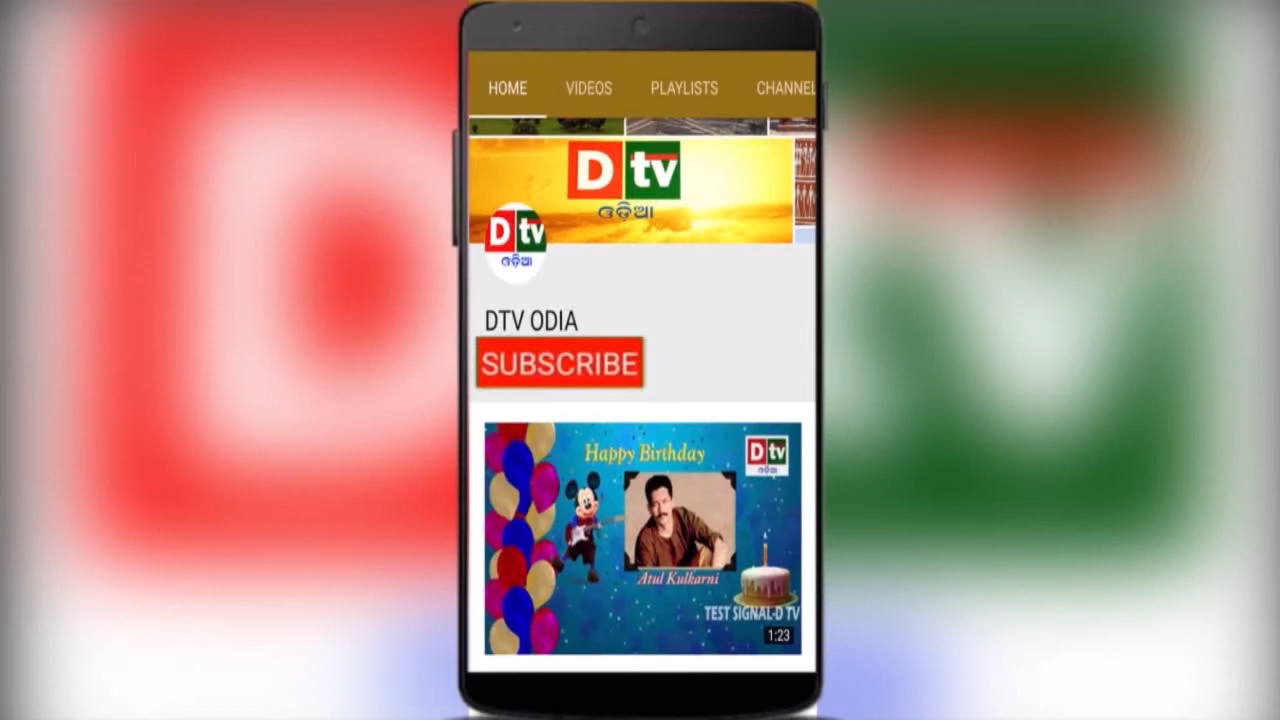 HOME VIDEOS PLAYLISTS CHANNEL
D tv
ଓଡ଼ିଆ
D tv
ଓଡ଼ିଆ
DTV ODIA
SUBSCRIBE
Happy Birthday
D tv
ଓଡ଼ିଆ
Atul Kulkarni
TEST SIGNAL-D TV
1:23